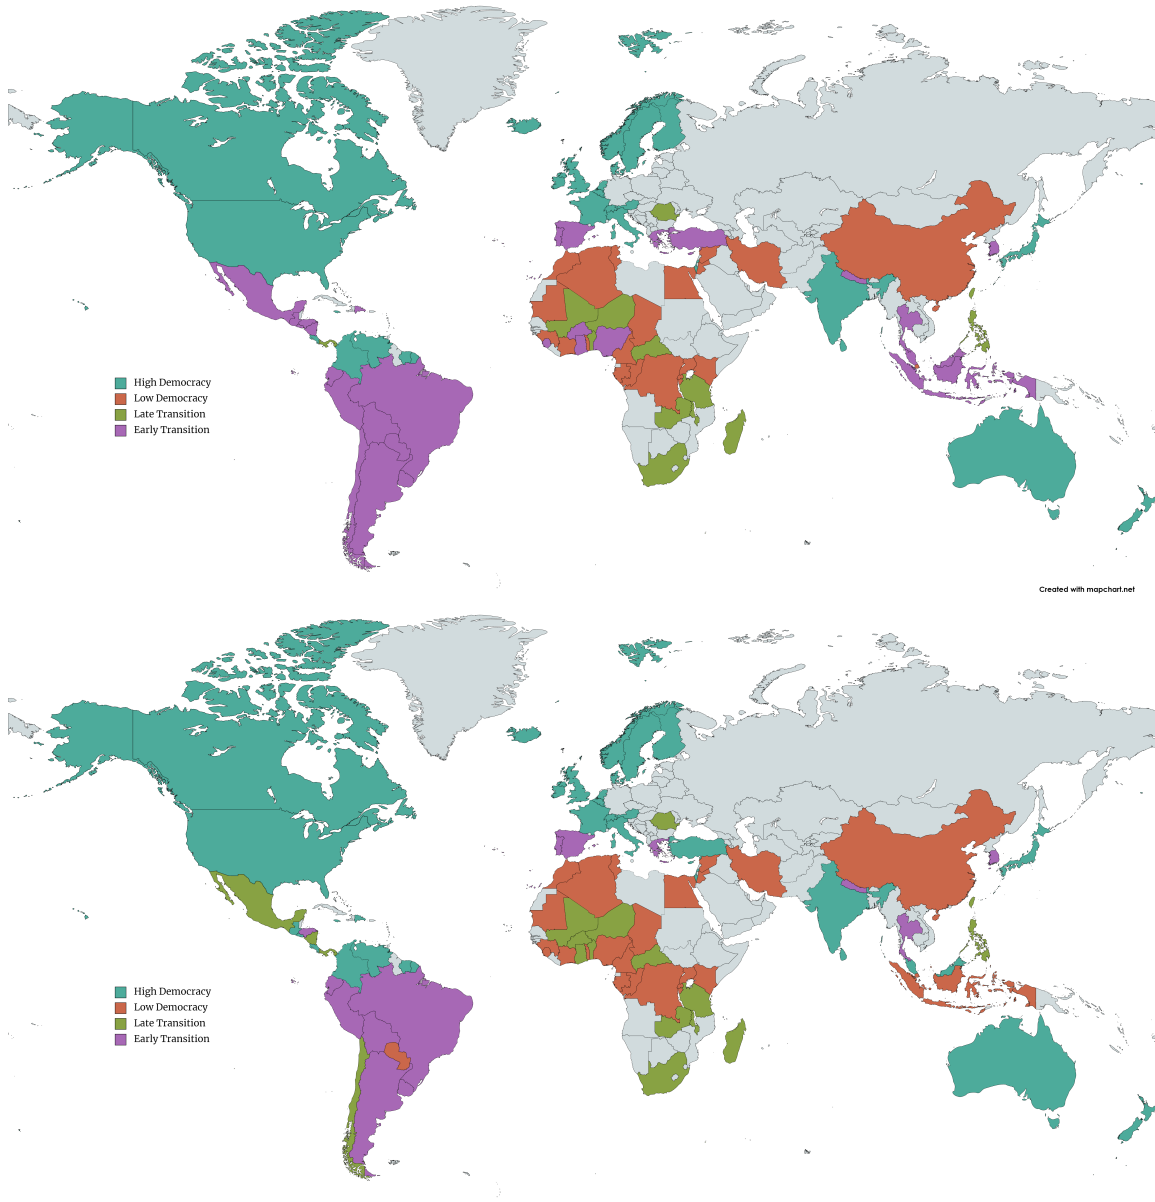 High Democracy
Low Democracy
Late Transition
Early Transition
Created with mapchart.net
High Democracy
Low Democracy
Late Transition
Early Transition